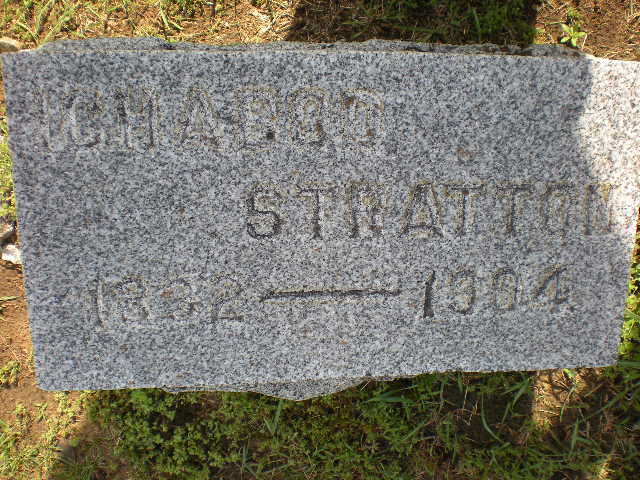 ICHABOD
STRATTON
1832 — 1904